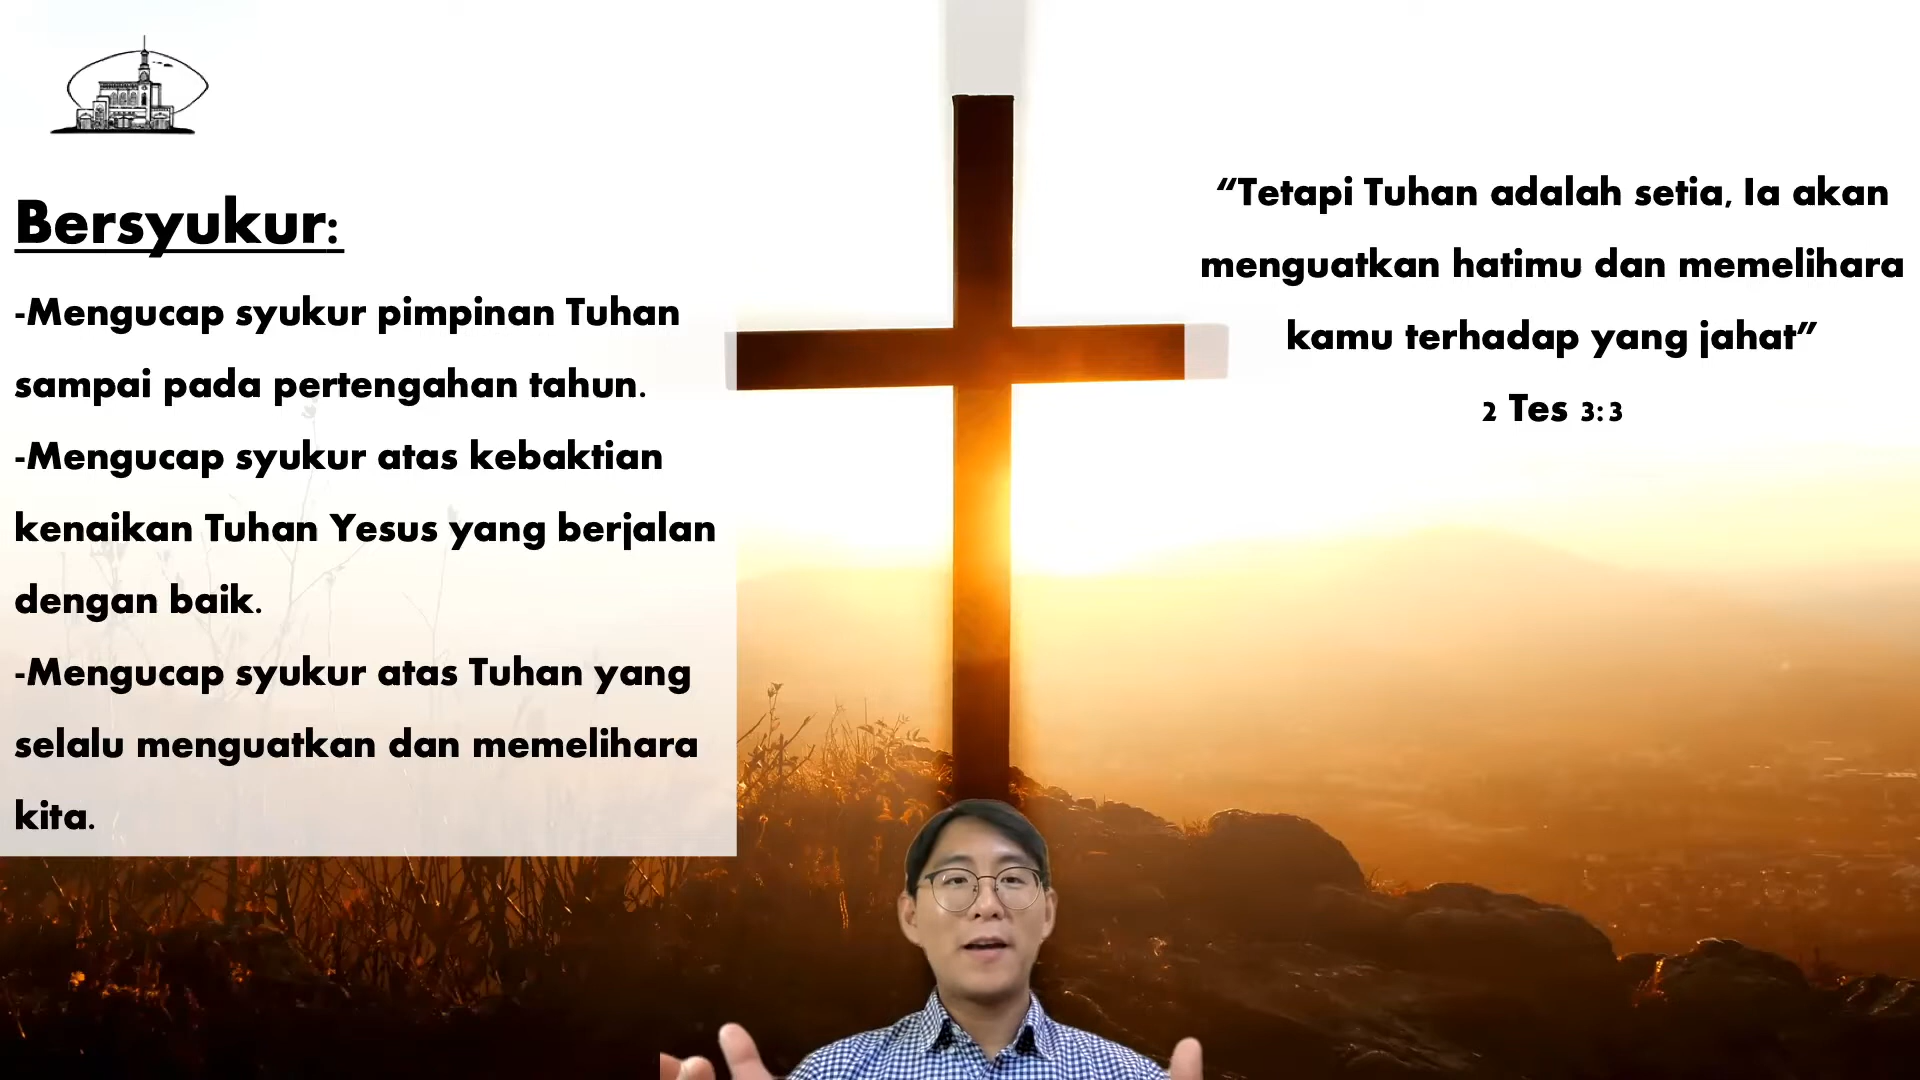 Bersyukur:
-Mengucap syukur pimpinan Tuhan
sampai pada pertengahan tahun.
-Mengucap syukur atas kebaktian
kenaikan Tuhan Yesus yang berjalan
dengan baik.
-Mengucap syukur atas Tuhan yang
selalu menguatkan dan memelihara
kita.
“Tetapi Tuhan adalah setia, Ia akan
menguatkan hatimu dan memelihara
kamu terhadap yang jahat”
2 Tes 3:3